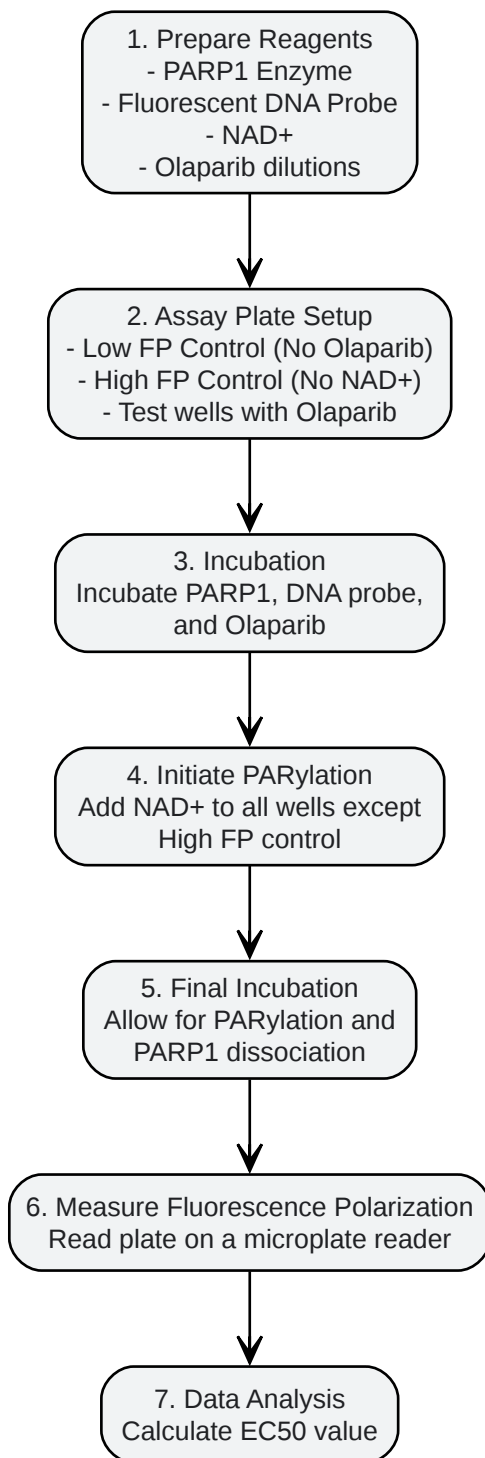 1. Prepare Reagents
- PARP1 Enzyme
- Fluorescent DNA Probe
- NAD+
- Olaparib dilutions
2. Assay Plate Setup
- Low FP Control (No Olaparib)
- High FP Control (No NAD+)
- Test wells with Olaparib
3. Incubation
Incubate PARP1, DNA probe,
and Olaparib
4. Initiate PARylation
Add NAD+ to all wells except
High FP control
5. Final Incubation
Allow for PARylation and
PARP1 dissociation
6. Measure Fluorescence Polarization
Read plate on a microplate reader
7. Data Analysis
Calculate EC50 value